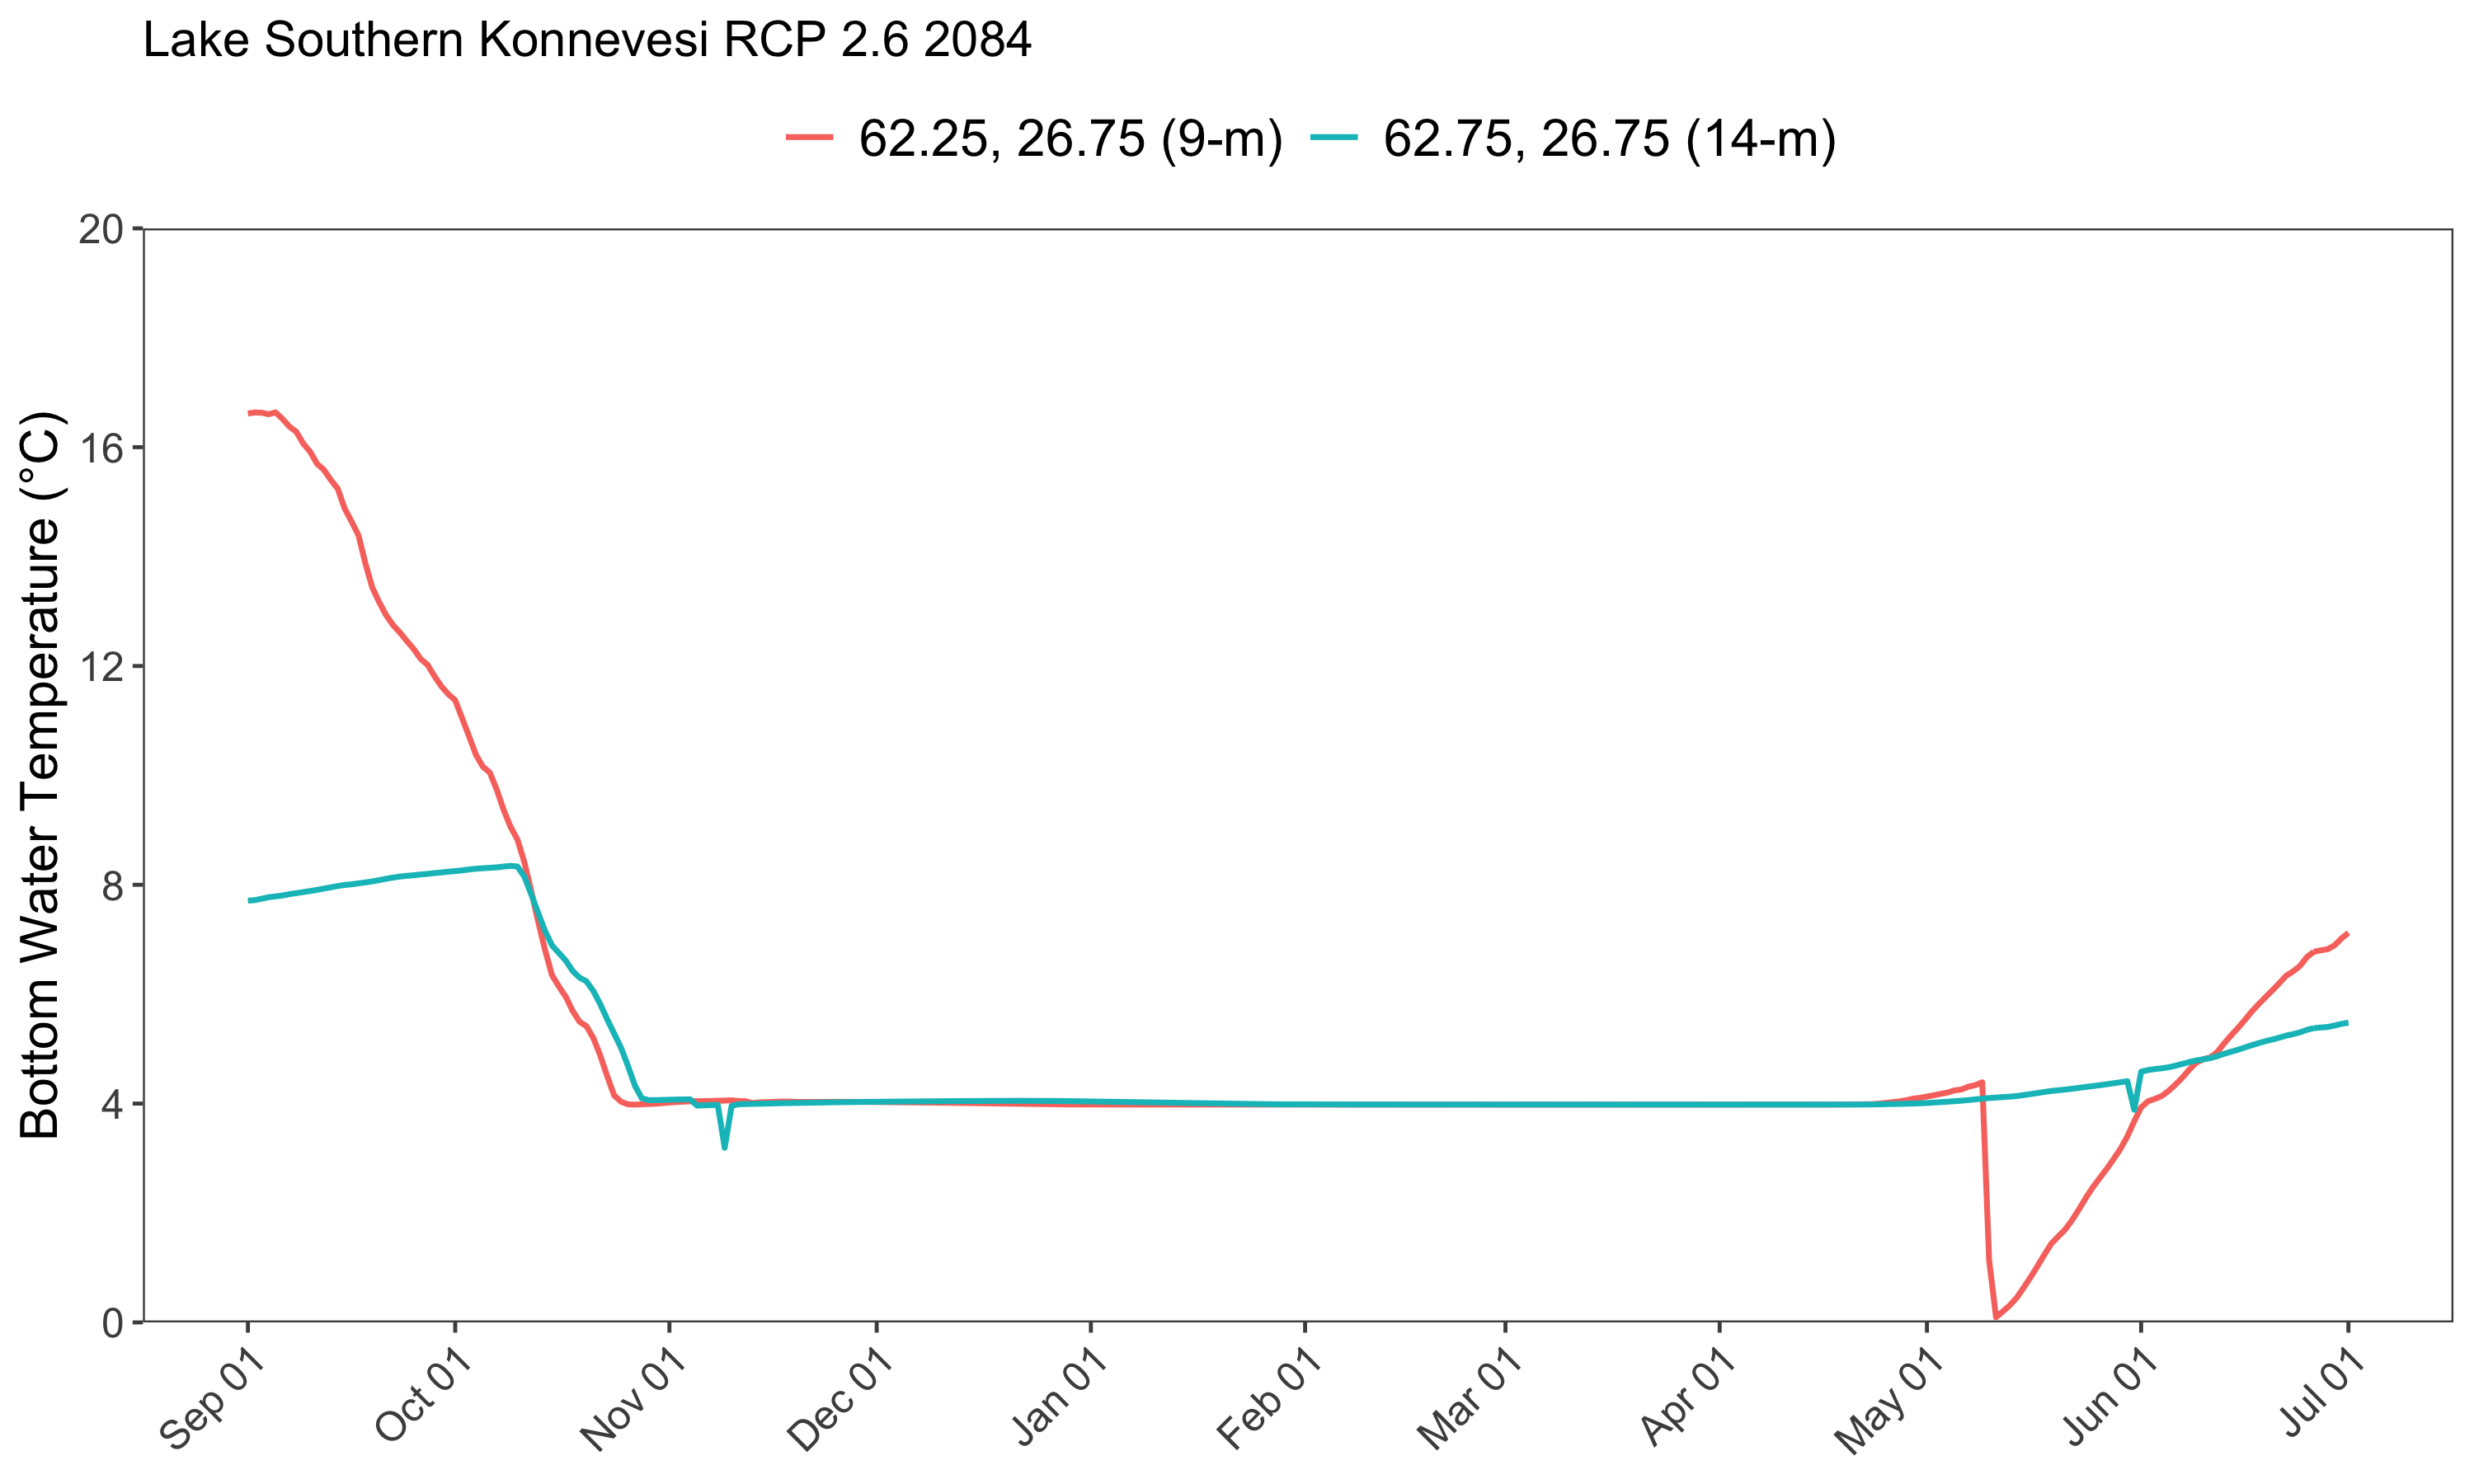 Lake Southern Konnevesi RCP 2.6 2084
62.25, 26.75 (9-m) 62.75, 26.75 (14-m)
Bottom Water Temperature (°C)
20
16
12
8
4
0
Sep 01 Oct 01 Nov 01 Dec 01 Jan 01 Feb 01 Mar 01 Apr 01 May 01 Jun 01 Jul 01